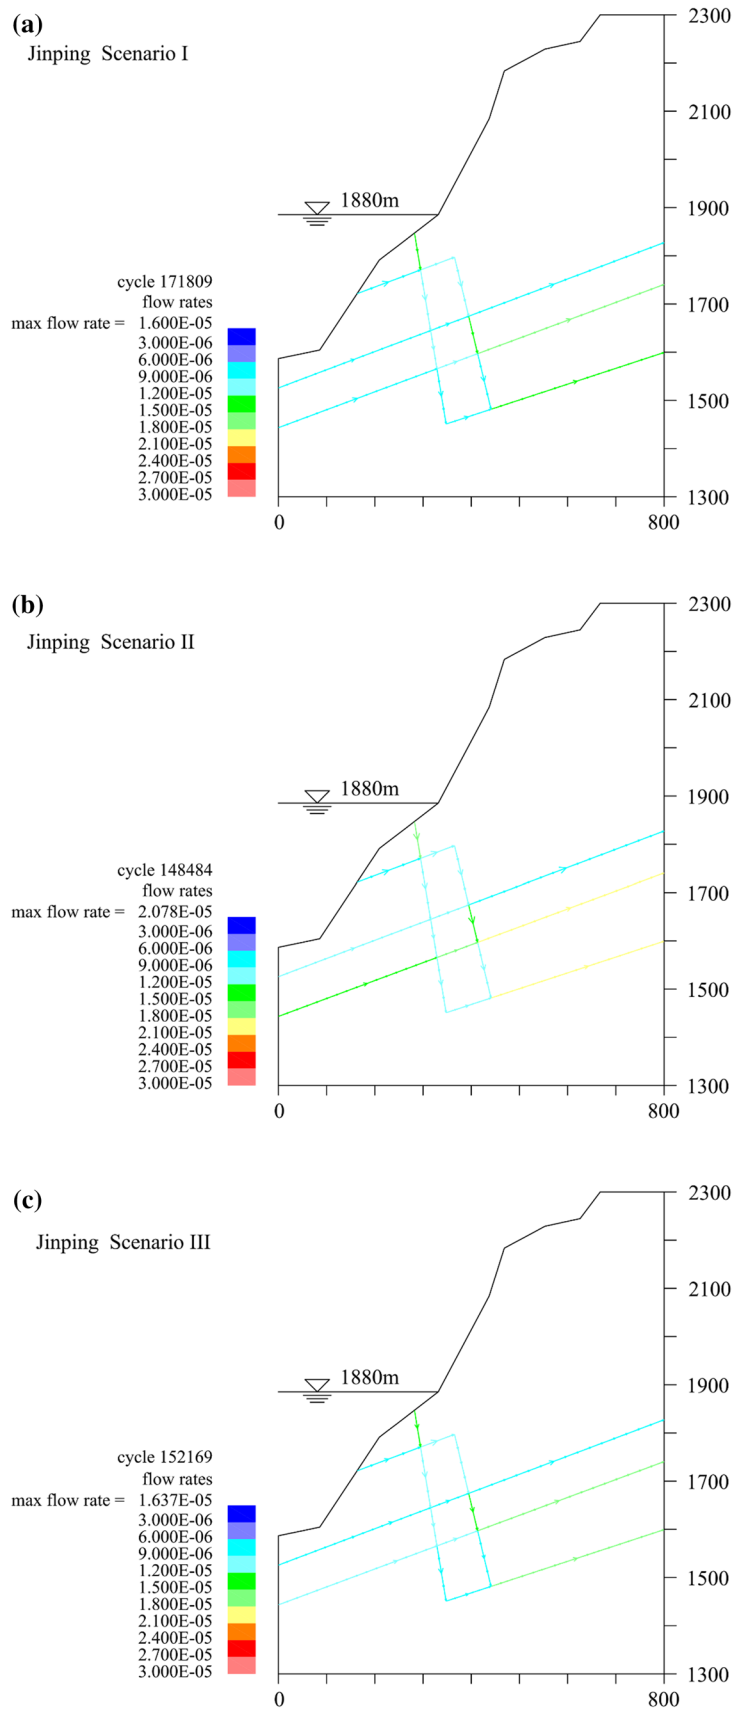 (a)
Jinping Scenario I
2300
2100
1880m
1900
cycle 171809
flow rates
1700
max flow rate = 1.600E-05
3.000E-06
6.000E-06
9.000E-06
1.200E-05
1.500E-05
1500
1.800E-05
2.100E-05
2.400E-05
2.700E-05
3.000E-05
1300
0
800
(b)
Jinping Scenario II
2300
2100
1880m
1900
cycle 148484
flow rates
1700
max flow rate = 2.078E-05
3.000E-06
6.000E-06
9.000E-06
1.200E-05
1.500E-05
1500
1.800E-05
2.100E-05
2.400E-05
2.700E-05
3.000E-05
1300
0
800
(c)
Jinping Scenario III
2300
2100
1880m
1900
cycle 152169
flow rates
1700
max flow rate = 1.637E-05
3.000E-06
6.000E-06
9.000E-06
1.200E-05
1.500E-05
1500
1.800E-05
2.100E-05
2.400E-05
2.700E-05
3.000E-05
1300
0
800